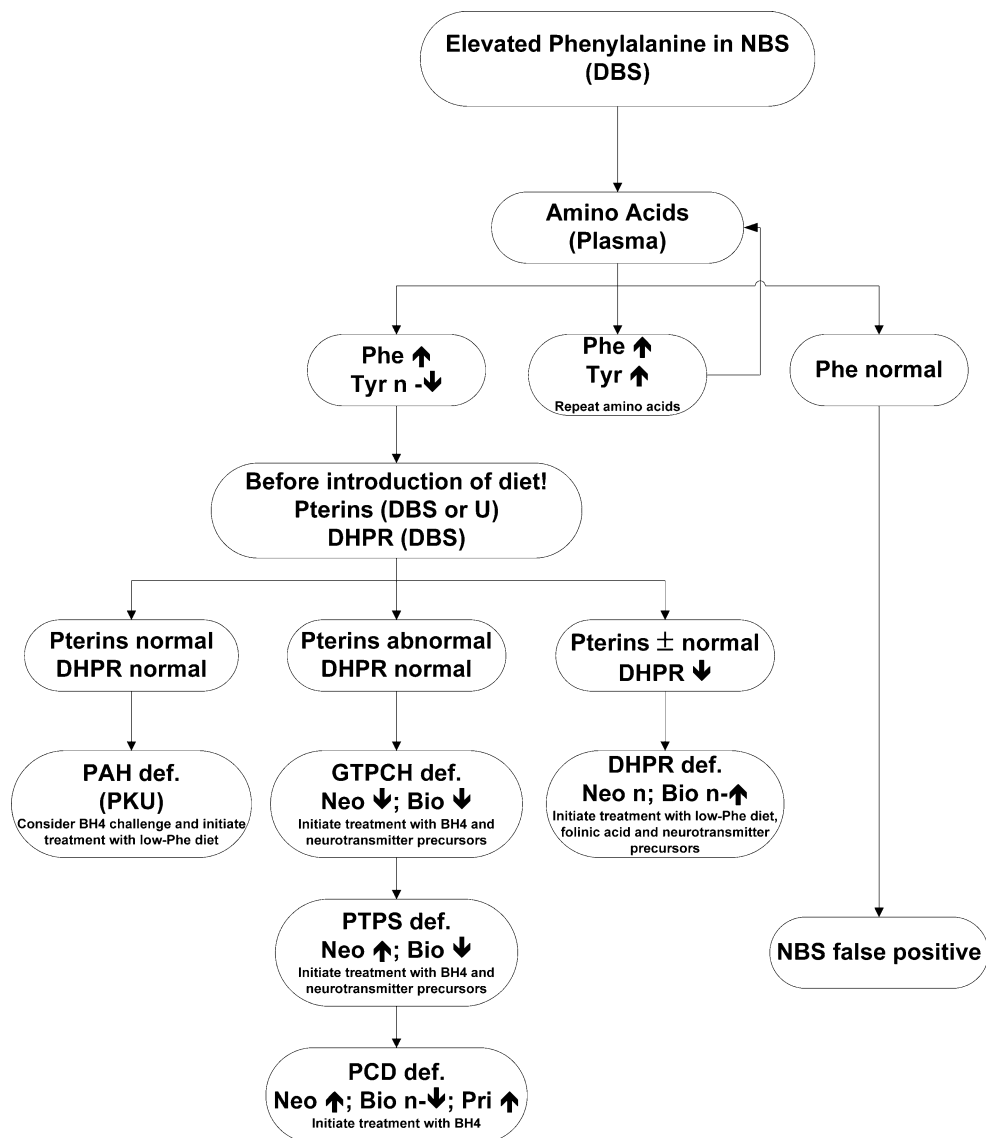 Elevated Phenylalanine in NBS
(DBS)
Amino Acids
(Plasma)
Phe ↑
Tyr n -↓
Phe ↑
Tyr ↑
Repeat amino acids
Phe normal
Before introduction of diet!
Pterins (DBS or U)
DHPR (DBS)
Pterins normal
DHPR normal
Pterins abnormal
DHPR normal
Pterins ± normal
DHPR ↓
PAH def.
(PKU)
Consider BH4 challenge and initiate
treatment with low-Phe diet
GTPCH def.
Neo ↓; Bio ↓
Initiate treatment with BH4 and
neurotransmitter precursors
DHPR def.
Neo n; Bio n-↑
Initiate treatment with low-Phe diet,
folinic acid and neurotransmitter
precursors
PTPS def.
Neo ↑; Bio ↓
Initiate treatment with BH4 and
neurotransmitter precursors
NBS false positive
PCD def.
Neo ↑; Bio n-↓; Pri ↑
Initiate treatment with BH4